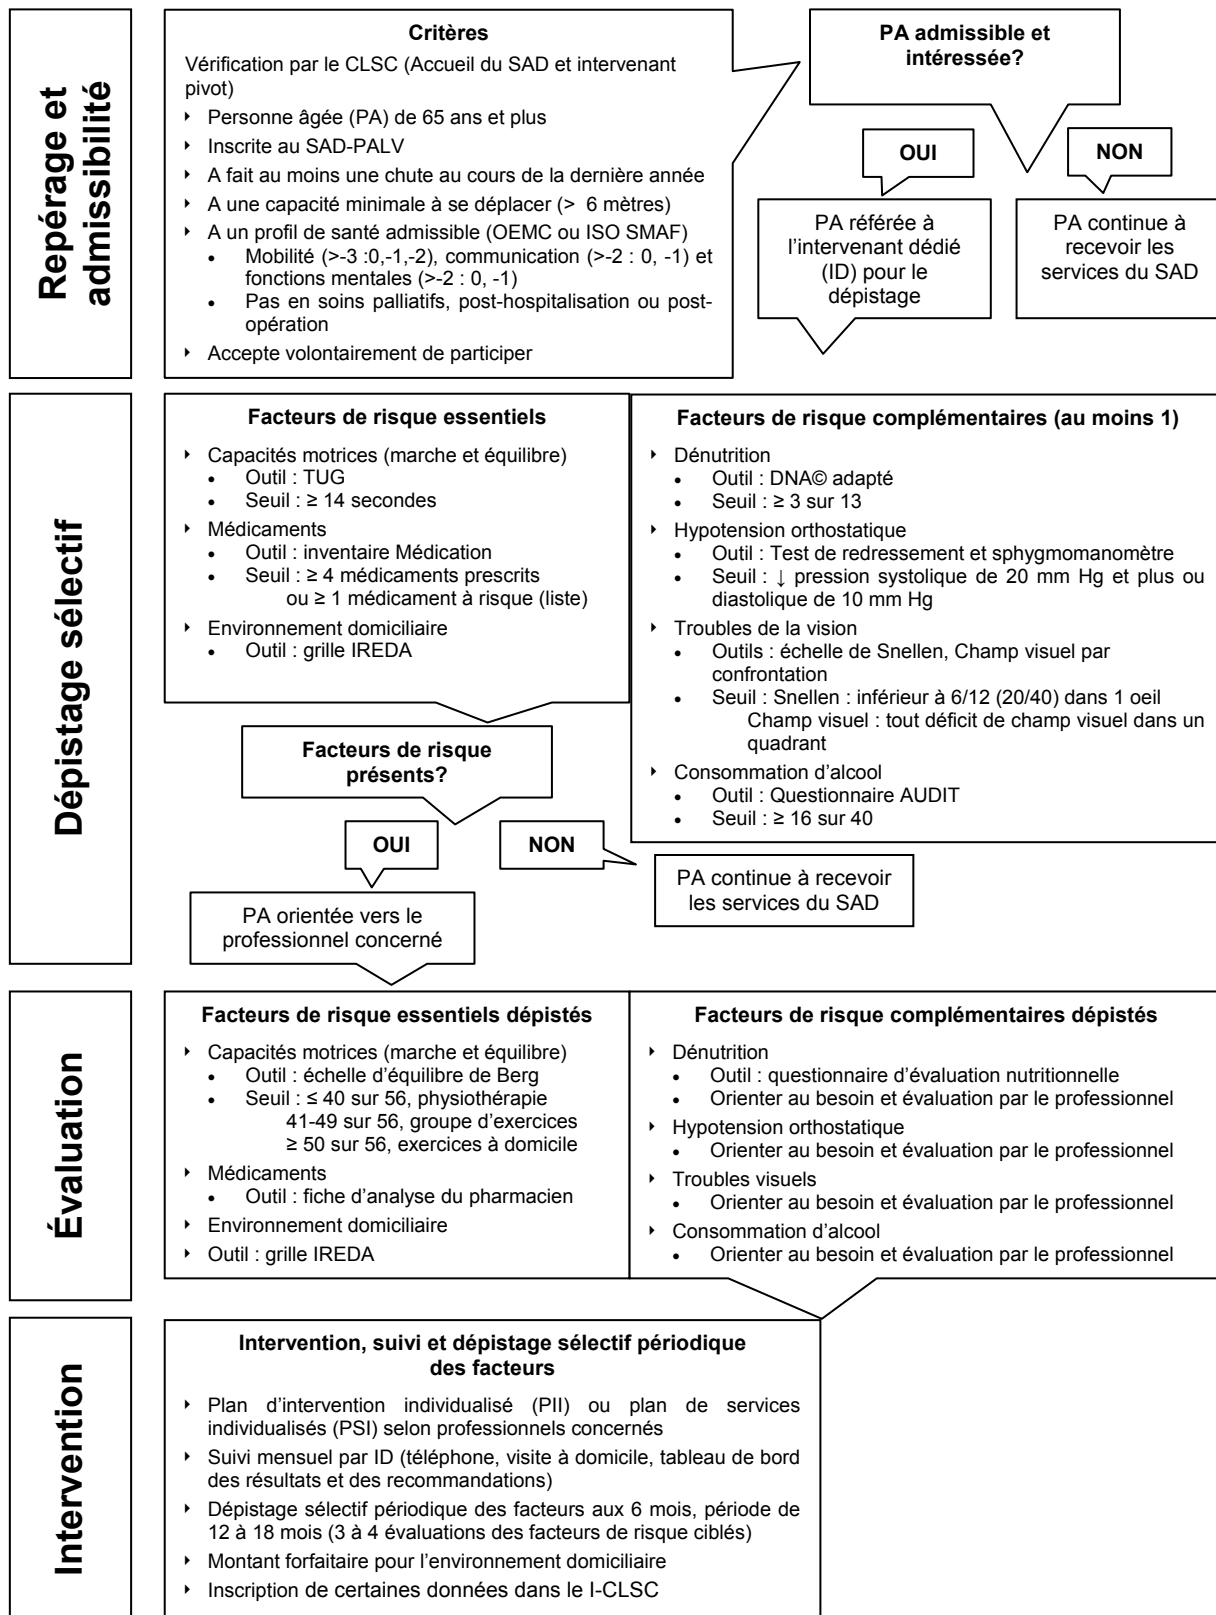 Repérage et
admissibilité
Critères
Vérification par le CLSC (Accueil du SAD et intervenant
pivot)
‣ Personne âgée (PA) de 65 ans et plus
‣ Inscrite au SAD-PALV
‣ A fait au moins une chute au cours de la dernière année
‣ A une capacité minimale à se déplacer (> 6 mètres)
‣ A un profil de santé admissible (OEMC ou ISO SMAF)
• Mobilité (>-3 :0,-1,-2), communication (>-2 : 0, -1) et
fonctions mentales (>-2 : 0, -1)
• Pas en soins palliatifs, post-hospitalisation ou post-
opération
‣ Accepte volontairement de participer
PA admissible et
intéressée?
OUI
NON
PA référée à
l'intervenant dédié
(ID) pour le
dépistage
PA continue à
recevoir les
services du SAD
Dépistage sélectif
Facteurs de risque essentiels
‣ Capacités motrices (marche et équilibre)
• Outil : TUG
• Seuil : ≥ 14 secondes
‣ Médicaments
• Outil : inventaire Médication
• Seuil : ≥ 4 médicaments prescrits
ou ≥ 1 médicament à risque (liste)
‣ Environnement domiciliaire
• Outil : grille IREDA
Facteurs de risque complémentaires (au moins 1)
‣ Dénutrition
• Outil : DNA© adapté
• Seuil : ≥ 3 sur 13
‣ Hypotension orthostatique
• Outil : Test de redressement et sphygmomanomètre
• Seuil : ↓ pression systolique de 20 mm Hg et plus ou
diastolique de 10 mm Hg
‣ Troubles de la vision
• Outils : échelle de Snellen, Champ visuel par
confrontation
• Seuil : Snellen : inférieur à 6/12 (20/40) dans 1 oeil
Champ visuel : tout déficit de champ visuel dans un
quadrant
‣ Consommation d'alcool
• Outil : Questionnaire AUDIT
• Seuil : ≥ 16 sur 40
Facteurs de risque
présents?
OUI
NON
PA orientée vers le
professionnel concerné
PA continue à recevoir
les services du SAD
Évaluation
Facteurs de risque essentiels dépistés
‣ Capacités motrices (marche et équilibre)
• Outil : échelle d'équilibre de Berg
• Seuil : ≤ 40 sur 56, physiothérapie
41-49 sur 56, groupe d'exercices
≥ 50 sur 56, exercices à domicile
‣ Médicaments
• Outil : fiche d'analyse du pharmacien
‣ Environnement domiciliaire
‣ Outil : grille IREDA
Facteurs de risque complémentaires dépistés
‣ Dénutrition
• Outil : questionnaire d'évaluation nutritionnelle
• Orienter au besoin et évaluation par le professionnel
‣ Hypotension orthostatique
• Orienter au besoin et évaluation par le professionnel
‣ Troubles visuels
• Orienter au besoin et évaluation par le professionnel
‣ Consommation d'alcool
• Orienter au besoin et évaluation par le professionnel
Intervention
Intervention, suivi et dépistage sélectif périodique
des facteurs
‣ Plan d'intervention individualisé (PII) ou plan de services
individualisés (PSI) selon professionnels concernés
‣ Suivi mensuel par ID (téléphone, visite à domicile, tableau de bord
des résultats et des recommandations)
‣ Dépistage sélectif périodique des facteurs aux 6 mois, période de
12 à 18 mois (3 à 4 évaluations des facteurs de risque ciblés)
‣ Montant forfaitaire pour l'environnement domiciliaire
‣ Inscription de certaines données dans le I-CLSC